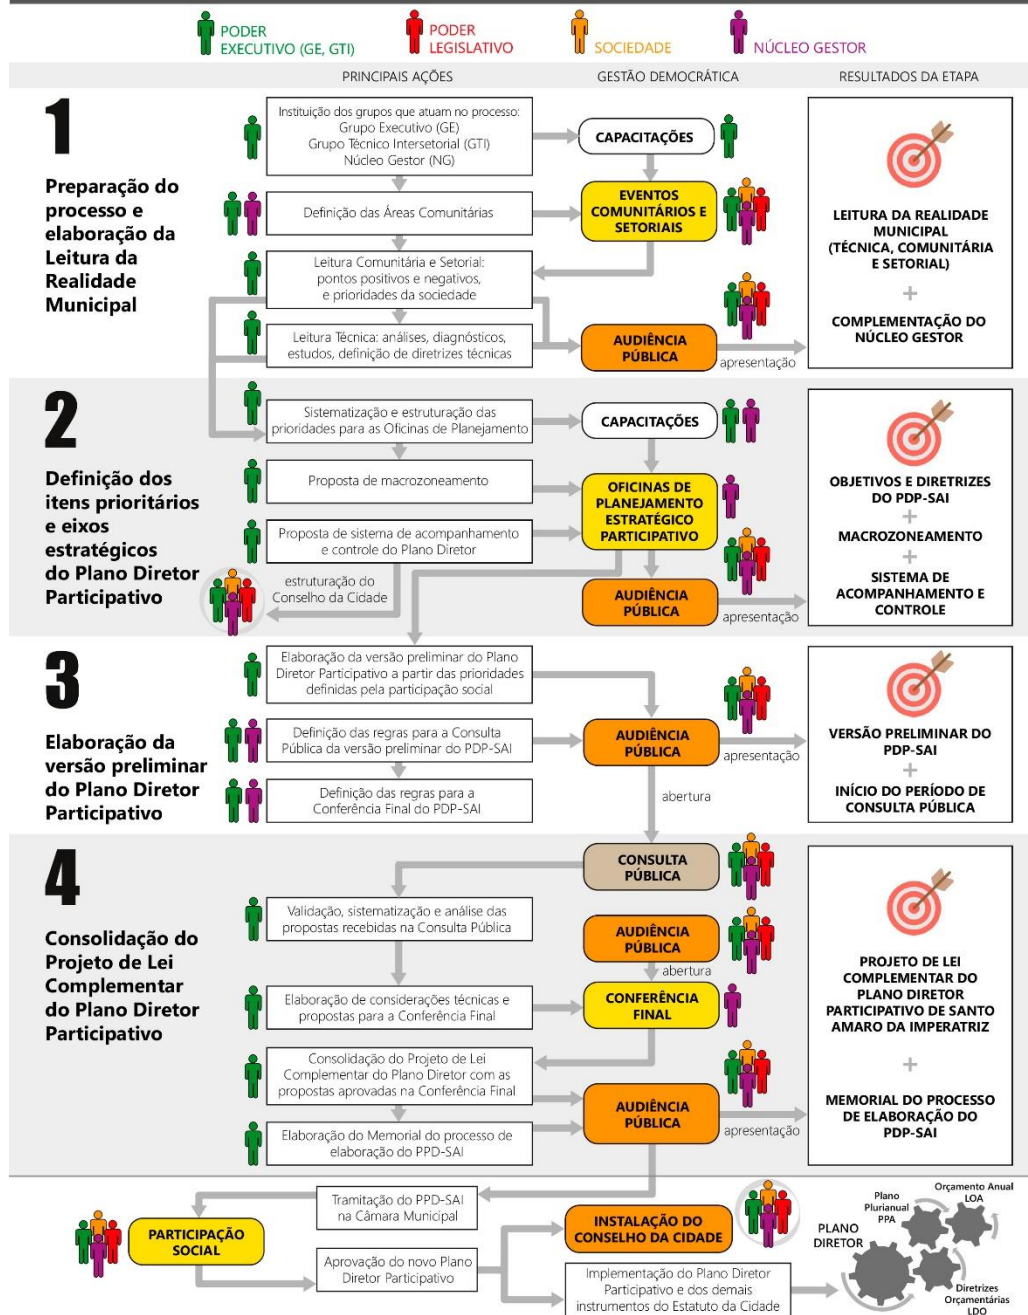 PODER
EXECUTIVO (GE, GTI)
PODER
LEGISLATIVO
SOCIEDADE
NÚCLEO GESTOR
PRINCIPAIS AÇÕES
GESTÃO DEMOCRÁTICA
RESULTADOS DA ETAPA
1
Preparação do
processo e
elaboração da
Leitura da
Realidade
Municipal
Instituição dos grupos que atuam no processo:
Grupo Executivo (GE)
Grupo Técnico Intersetorial (GTI)
Núcleo Gestor (NG)
CAPACITAÇÕES
Definição das Áreas Comunitárias
EVENTOS
COMUNITÁRIOS E
SETORIAIS
Leitura Comunitária e Setorial:
pontos positivos e negativos,
e prioridades da sociedade
Leitura Técnica: análises, diagnósticos,
estudos, definição de diretrizes técnicas
AUDIÊNCIA
PÚBLICA
apresentação
LEITURA DA REALIDADE
MUNICIPAL
(TÉCNICA, COMUNITÁRIA
E SETORIAL)
+
COMPLEMENTAÇÃO DO
NÚCLEO GESTOR
2
Definição dos
itens prioritários
e eixos
estratégicos
do Plano Diretor
Participativo
Sistematização e estruturação das
prioridades para as Oficinas de Planejamento
CAPACITAÇÕES
Proposta de macrozoneamento
OFICINAS DE
PLANEJAMENTO
ESTRATÉGICO
PARTICIPATIVO
Proposta de sistema de acompanhamento
e controle do Plano Diretor
estruturação do
Conselho da Cidade
AUDIÊNCIA
PÚBLICA
apresentação
OBJETIVOS E DIRETRIZES
DO PDP-SAI
+
MACROZONEAMENTO
+
SISTEMA DE
ACOMPANHAMENTO E
CONTROLE
3
Elaboração da
versão preliminar
do Plano Diretor
Participativo
Elaboração da versão preliminar do Plano
Diretor Participativo a partir das prioridades
definidas pela participação social
Definição das regras para a Consulta
Pública da versão preliminar do PDP-SAI
Definição das regras para a
Conferência Final do PDP-SAI
AUDIÊNCIA
PÚBLICA
apresentação
abertura
VERSÃO PRELIMINAR DO
PDP-SAI
+
INÍCIO DO PERÍODO DE
CONSULTA PÚBLICA
4
Consolidação do
Projeto de Lei
Complementar
do Plano Diretor
Participativo
CONSULTA
PÚBLICA
Validação, sistematização e análise das
propostas recebidas na Consulta Pública
AUDIÊNCIA
PÚBLICA
abertura
Elaboração de considerações técnicas e
propostas para a Conferência Final
CONFERÊNCIA
FINAL
Consolidação do Projeto de Lei
Complementar do Plano Diretor com as
propostas aprovadas na Conferência Final
Elaboração do Memorial do processo de
elaboração do PPD-SAI
AUDIÊNCIA
PÚBLICA
apresentação
PROJETO DE LEI
COMPLEMENTAR DO
PLANO DIRETOR
PARTICIPATIVO DE SANTO
AMARO DA IMPERATRIZ
+
MEMORIAL DO PROCESSO
DE ELABORAÇÃO DO
PDP-SAI
PARTICIPAÇÃO
SOCIAL
Tramitação do PPD-SAI
na Câmara Municipal
Aprovação do novo Plano
Diretor Participativo
INSTALAÇÃO DO
CONSELHO DA CIDADE
Implementação do Plano Diretor
Participativo e dos demais
instrumentos do Estatuto da Cidade
PLANO
DIRETOR
Plano
Plurianual
PPA
Orçamento Anual
LOA
Diretrizes
Orçamentárias
LDO